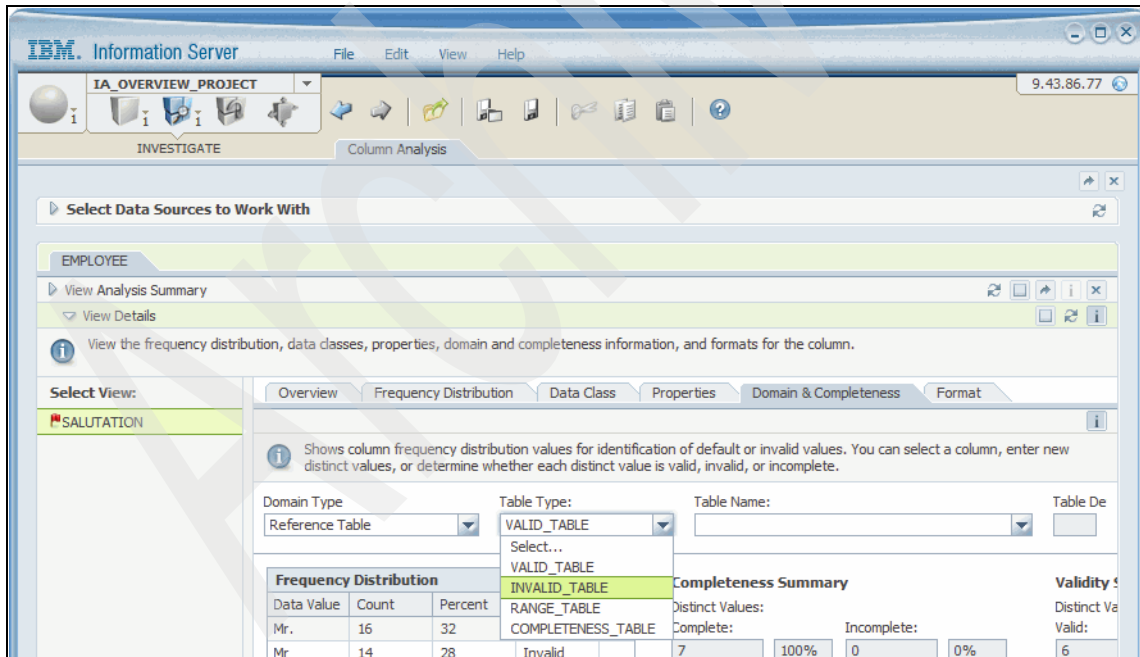 IBM. Information Server File Edit View Help
IA_OVERVIEW_PROJECT 9.43.86.77
INVESTIGATE Column Analysis
Select Data Sources to Work With
EMPLOYEE
View Analysis Summary
View Details
View the frequency distribution, data classes, properties, domain and completeness information, and formats for the column.
Select View: Overview Frequency Distribution Data Class Properties Domain & Completeness Format
SALUTATION
Shows column frequency distribution values for identification of default or invalid values. You can select a column, enter new
distinct values, or determine whether each distinct value is valid, invalid, or incomplete.
Domain Type Table Type: Table Name: Table De
Reference Table VALID_TABLE
Select...
VALID_TABLE
Frequency Distribution INVALID_TABLE Completeness Summary Validity S
Data Value Count Percent RANGE_TABLE Distinct Values: Distinct Va
Mr. 16 32 COMPLETENESS_TABLE Complete: Incomplete: Valid:
Mr 14 28 Invalid 7 100% 0 0% 6